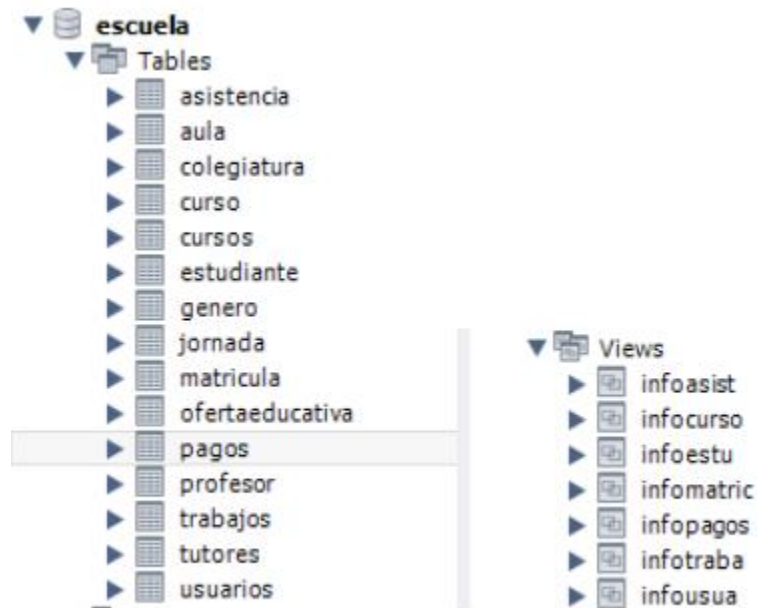 escuela
Tables
asistencia
aula
colegiatura
curso
cursos
estudiante
genero
jornada
matricula
ofertaeducativa
pagos
profesor
trabajos
tutores
usuarios
Views
infoasist
infocurso
infoestu
infomatric
infopagos
infotraba
infousua